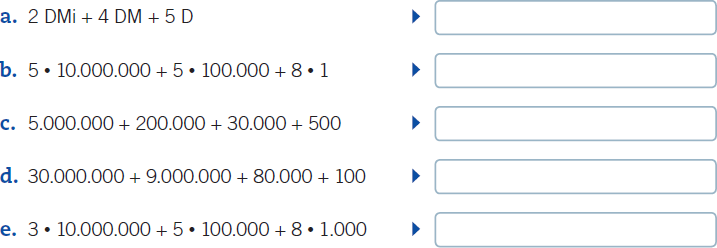 a. 2 DMi + 4 DM + 5 D
b. 5 • 10.000.000 + 5 • 100.000 + 8 • 1
c. 5.000.000 + 200.000 + 30.000 + 500
d. 30.000.000 + 9.000.000 + 80.000 + 100
e. 3 • 10.000.000 + 5 • 100.000 + 8 • 1.000